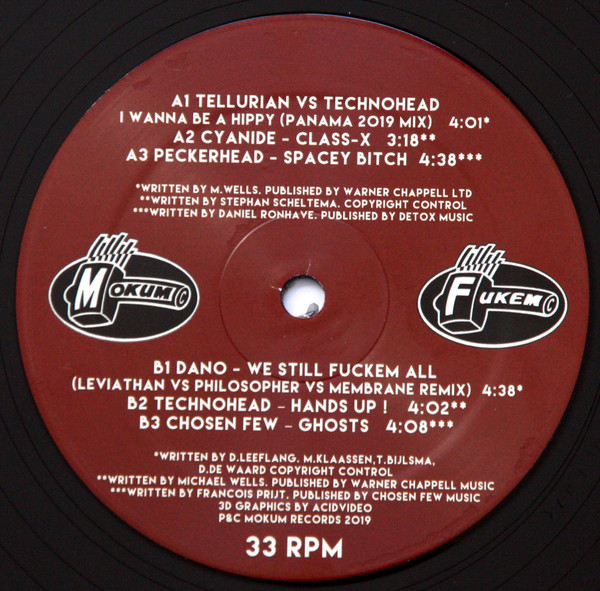 A1 TELLURIAN VS TECHNOHEAD
I WANNA BE A HIPPY (PANAMA 2019 MIX) 4:01*
A2 CYANIDE - CLASS-X 3:18**
A3 PECKERHEAD - SPACEY BITCH 4:38***
*WRITTEN BY M.WELLS. PUBLISHED BY WARNER CHAPPELL LTD
**WRITTEN BY STEPHAN SCHELTEMA. COPYRIGHT CONTROL
***WRITTEN BY DANIEL RONHAVE. PUBLISHED BY DETOX MUSIC
MOKUM
FUKEM
B1 DANO - WE STILL FUCKEM ALL
(LEVIATHAN VS PHILOSOPHER VS MEMBRANE REMIX) 4:38*
B2 TECHNOHEAD - HANDS UP ! 4:02**
B3 CHOSEN FEW - GHOSTS 4:08***
*WRITTEN BY D.LEEFLANG. M.KLAASSEN,T.BIJLSMA,
D.DE WAARD COPYRIGHT CONTROL
**WRITTEN BY MICHAEL WELLS. PUBLISHED BY WARNER CHAPPELL MUSIC
***WRITTEN BY FRANCOIS PRIJT. PUBLISHED BY CHOSEN FEW MUSIC
3D GRAPHICS BY ACIDVIDEO
P&C MOKUM RECORDS 2019
33 RPM